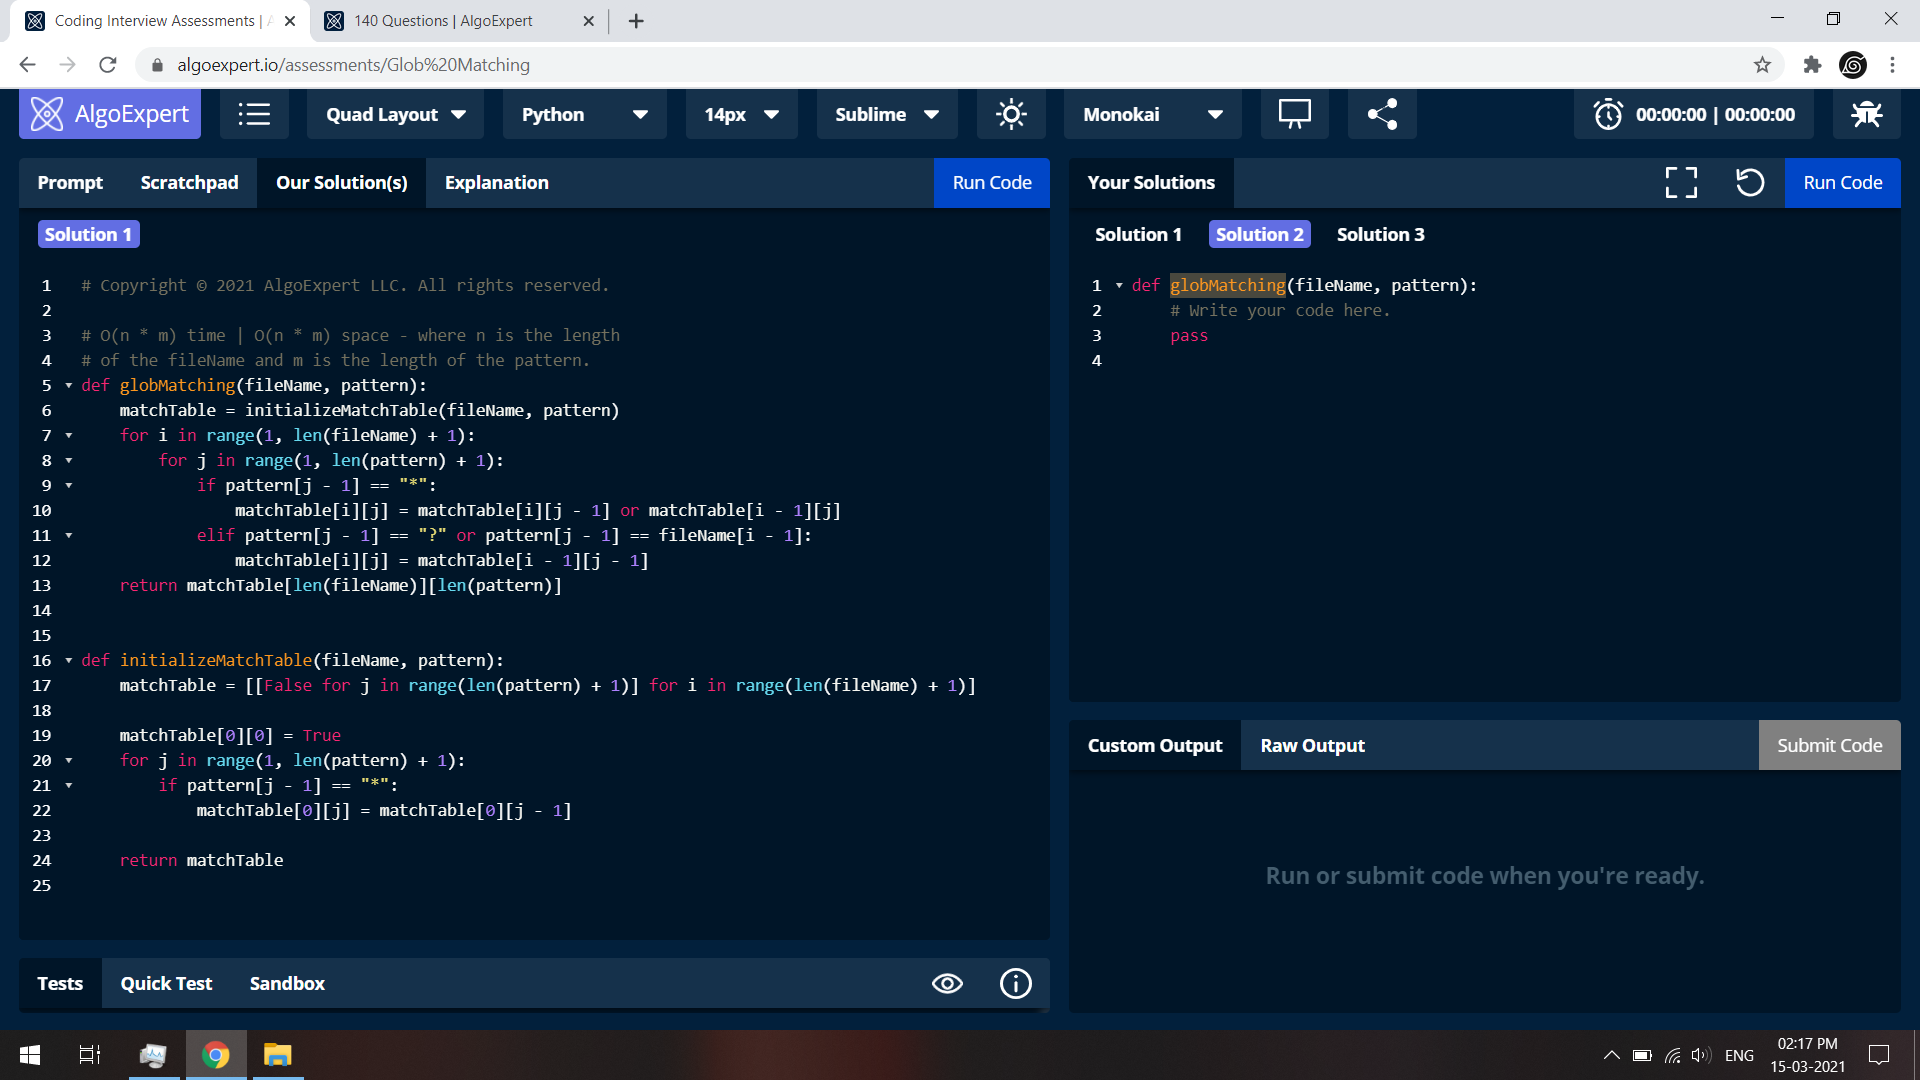 Coding Interview Assessments | A
140 Questions | AlgoExpert
algoexpert.io/assessments/Glob%20Matching
AlgoExpert
Quad Layout
Python
14px
Sublime
Monokai
00:00:00 | 00:00:00
Prompt
Scratchpad
Our Solution(s)
Explanation
Run Code
Solution 1
1 # Copyright © 2021 AlgoExpert LLC. All rights reserved.
2
3 # O(n * m) time | O(n * m) space - where n is the length
4 # of the fileName and m is the length of the pattern.
5 def globMatching(fileName, pattern):
6     matchTable = initializeMatchTable(fileName, pattern)
7     for i in range(1, len(fileName) + 1):
8         for j in range(1, len(pattern) + 1):
9             if pattern[j - 1] == "*":
10                 matchTable[i][j] = matchTable[i][j - 1] or matchTable[i - 1][j]
11             elif pattern[j - 1] == "?" or pattern[j - 1] == fileName[i - 1]:
12                 matchTable[i][j] = matchTable[i - 1][j - 1]
13     return matchTable[len(fileName)][len(pattern)]
14
15
16 def initializeMatchTable(fileName, pattern):
17     matchTable = [[False for j in range(len(pattern) + 1)] for i in range(len(fileName) + 1)]
18
19     matchTable[0][0] = True
20     for j in range(1, len(pattern) + 1):
21         if pattern[j - 1] == "*":
22             matchTable[0][j] = matchTable[0][j - 1]
23
24     return matchTable
25
Tests
Quick Test
Sandbox
Your Solutions
Run Code
Solution 1
Solution 2
Solution 3
1 def globMatching(fileName, pattern):
2     # Write your code here.
3     pass
4
Custom Output
Raw Output
Submit Code
Run or submit code when you're ready.
ENG
02:17 PM
15-03-2021